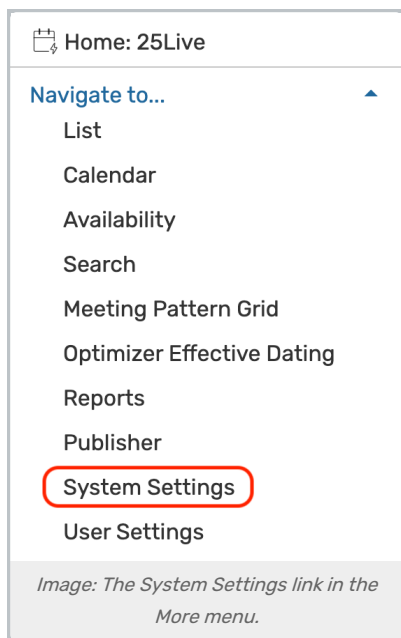 Home: 25Live
Navigate to...
List
Calendar
Availability
Search
Meeting Pattern Grid
Optimizer Effective Dating
Reports
Publisher
System Settings
User Settings
Image: The System Settings link in the
More menu.